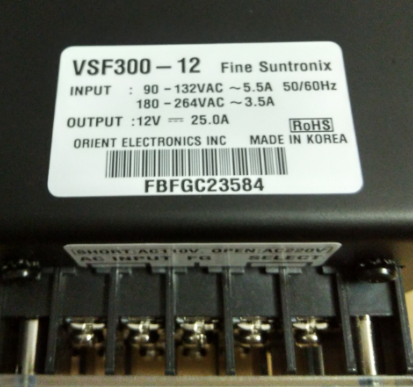 VSF300-12 Fine Suntronix
INPUT : 90-132VAC ~5.5A 50/60Hz
180-264VAC ~3.5A
OUTPUT :12V ⎓ 25.0A
RoHS
ORIENT ELECTRONICS INC MADE IN KOREA
FBFGC23584
(SHORT:AC110V, OPEN:AC220V)
AC INPUT FG SELECT